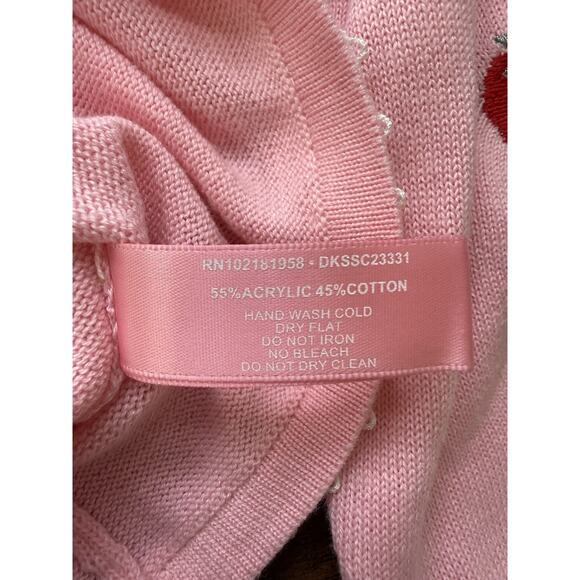 RN102181958 • DKSSC23331
55%ACRYLIC 45%COTTON
HAND WASH COLD
DRY FLAT
DO NOT IRON
NO BLEACH
DO NOT DRY CLEAN